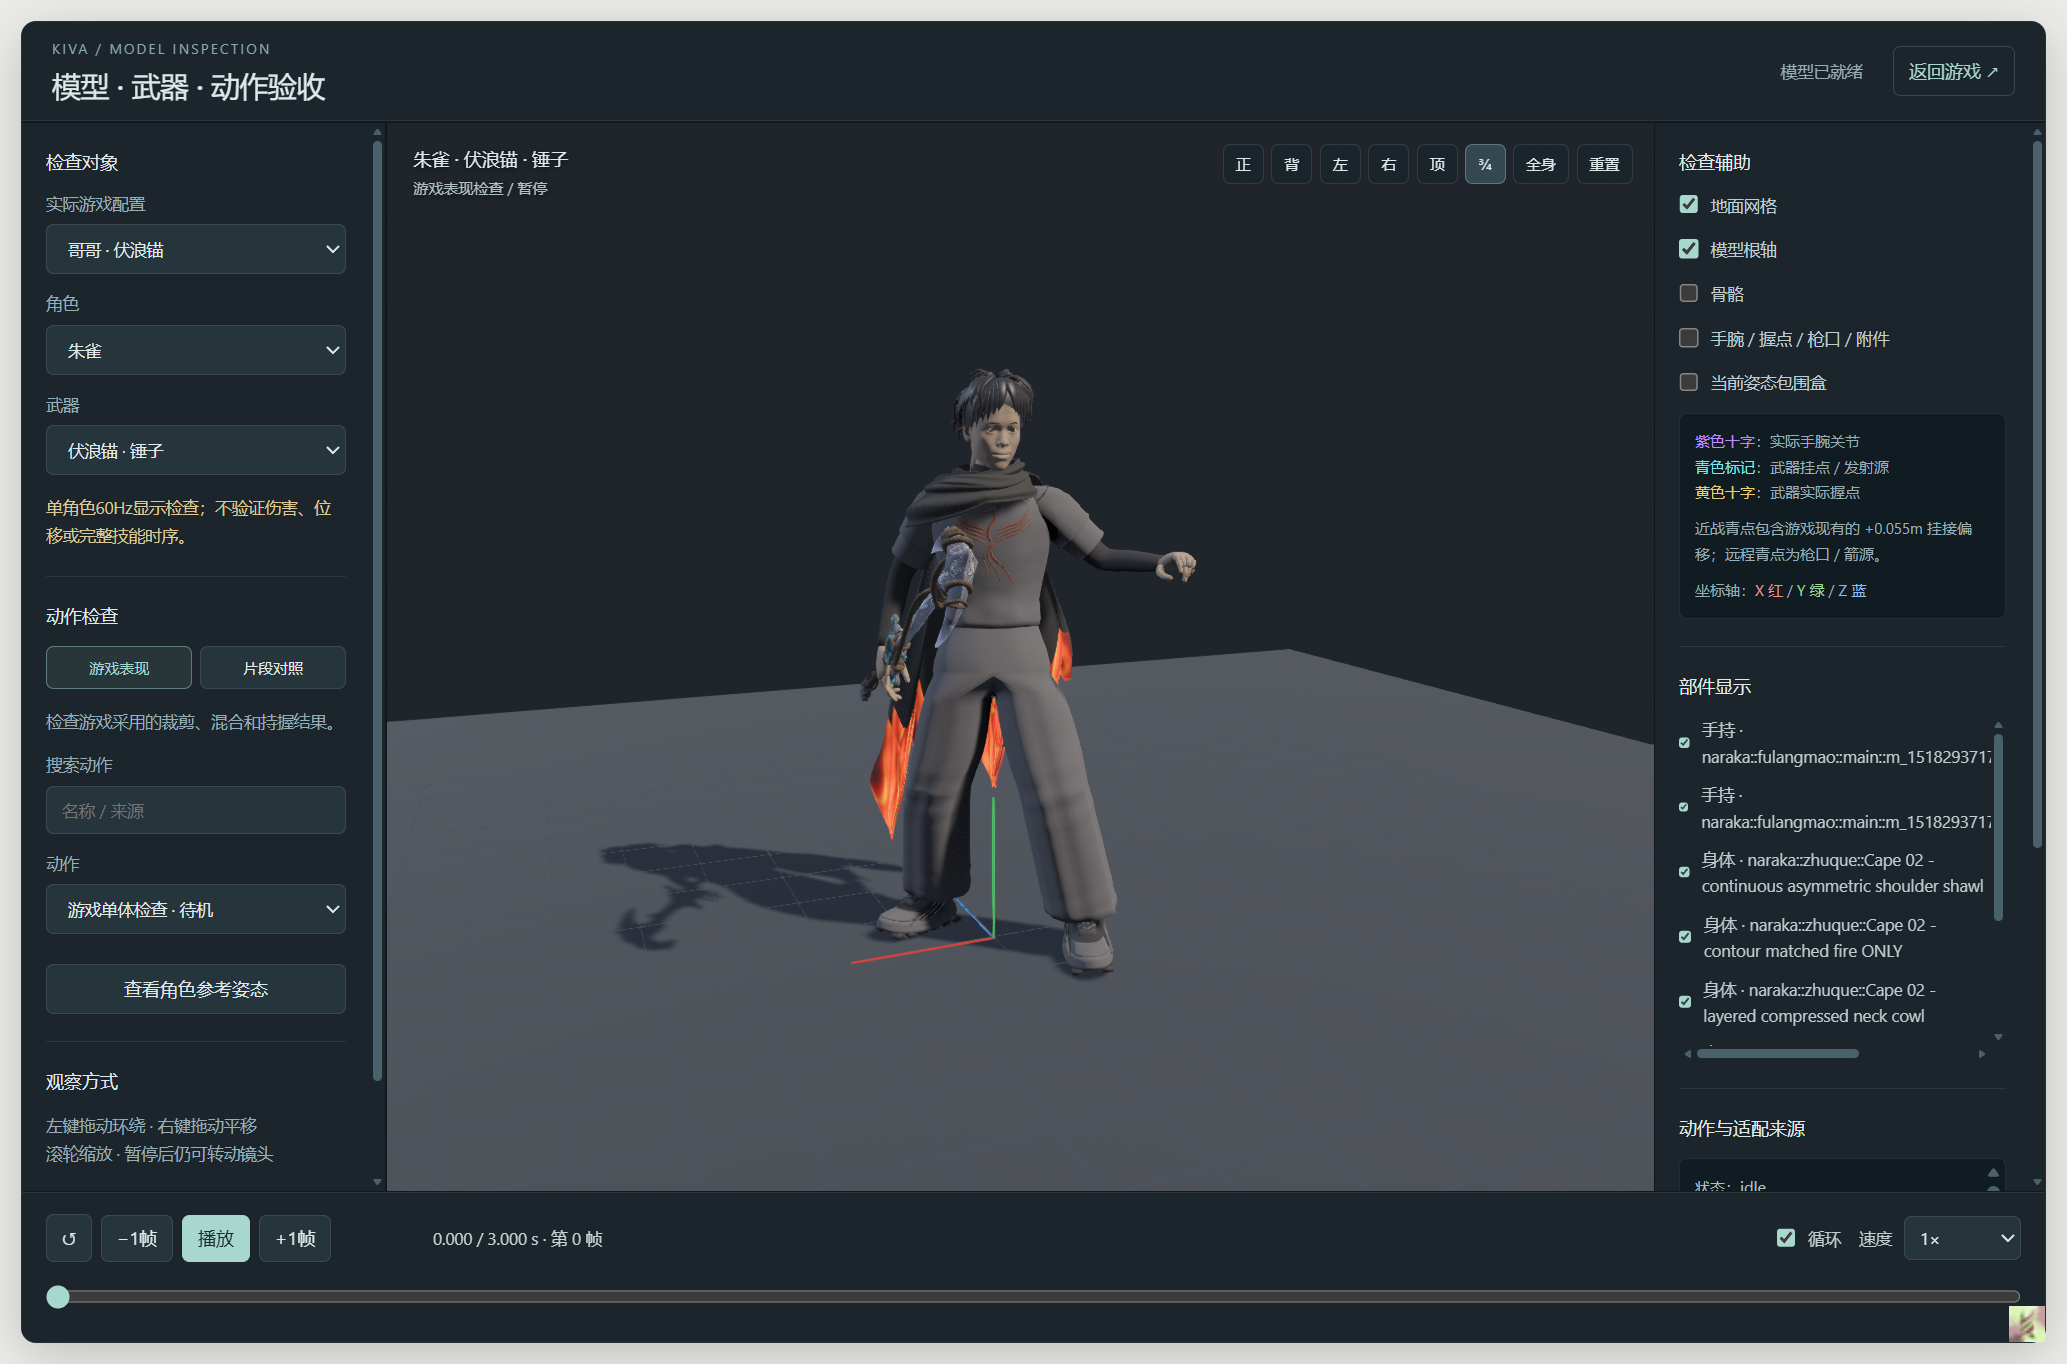 KIVA / MODEL INSPECTION
模型 · 武器 · 动作验收
模型已就绪
返回游戏 ↗
检查对象
实际游戏配置
哥哥 · 伏浪锚
角色
朱雀
武器
伏浪锚 · 锤子
单角色60Hz显示检查；不验证伤害、位
移或完整技能时序。
动作检查
游戏表现
片段对照
检查游戏采用的裁剪、混合和持握结果。
搜索动作
名称 / 来源
动作
游戏单体检查 · 待机
查看角色参考姿态
观察方式
左键拖动环绕 · 右键拖动平移
滚轮缩放 · 暂停后仍可转动镜头
朱雀 · 伏浪锚 · 锤子
游戏表现检查 / 暂停
正
背
左
右
顶
¾
全身
重置
检查辅助
地面网格
模型根轴
骨骼
手腕 / 握点 / 枪口 / 附件
当前姿态包围盒
紫色十字：实际手腕关节
青色标记：武器挂点 / 发射源
黄色十字：武器实际握点
近战青点包含游戏现有的 +0.055m 挂接偏
移；远程青点为枪口 / 箭源。
坐标轴：X 红 / Y 绿 / Z 蓝
部件显示
手持 ·
naraka::fulangmao::main::m_151829371
手持 ·
naraka::fulangmao::main::m_151829371
身体 · naraka::zhuque::Cape 02 -
continuous asymmetric shoulder shawl
身体 · naraka::zhuque::Cape 02 -
contour matched fire ONLY
身体 · naraka::zhuque::Cape 02 -
layered compressed neck cowl
动作与适配来源
状态：idle
↺
−1帧
播放
+1帧
0.000 / 3.000 s · 第 0 帧
循环
速度
1×